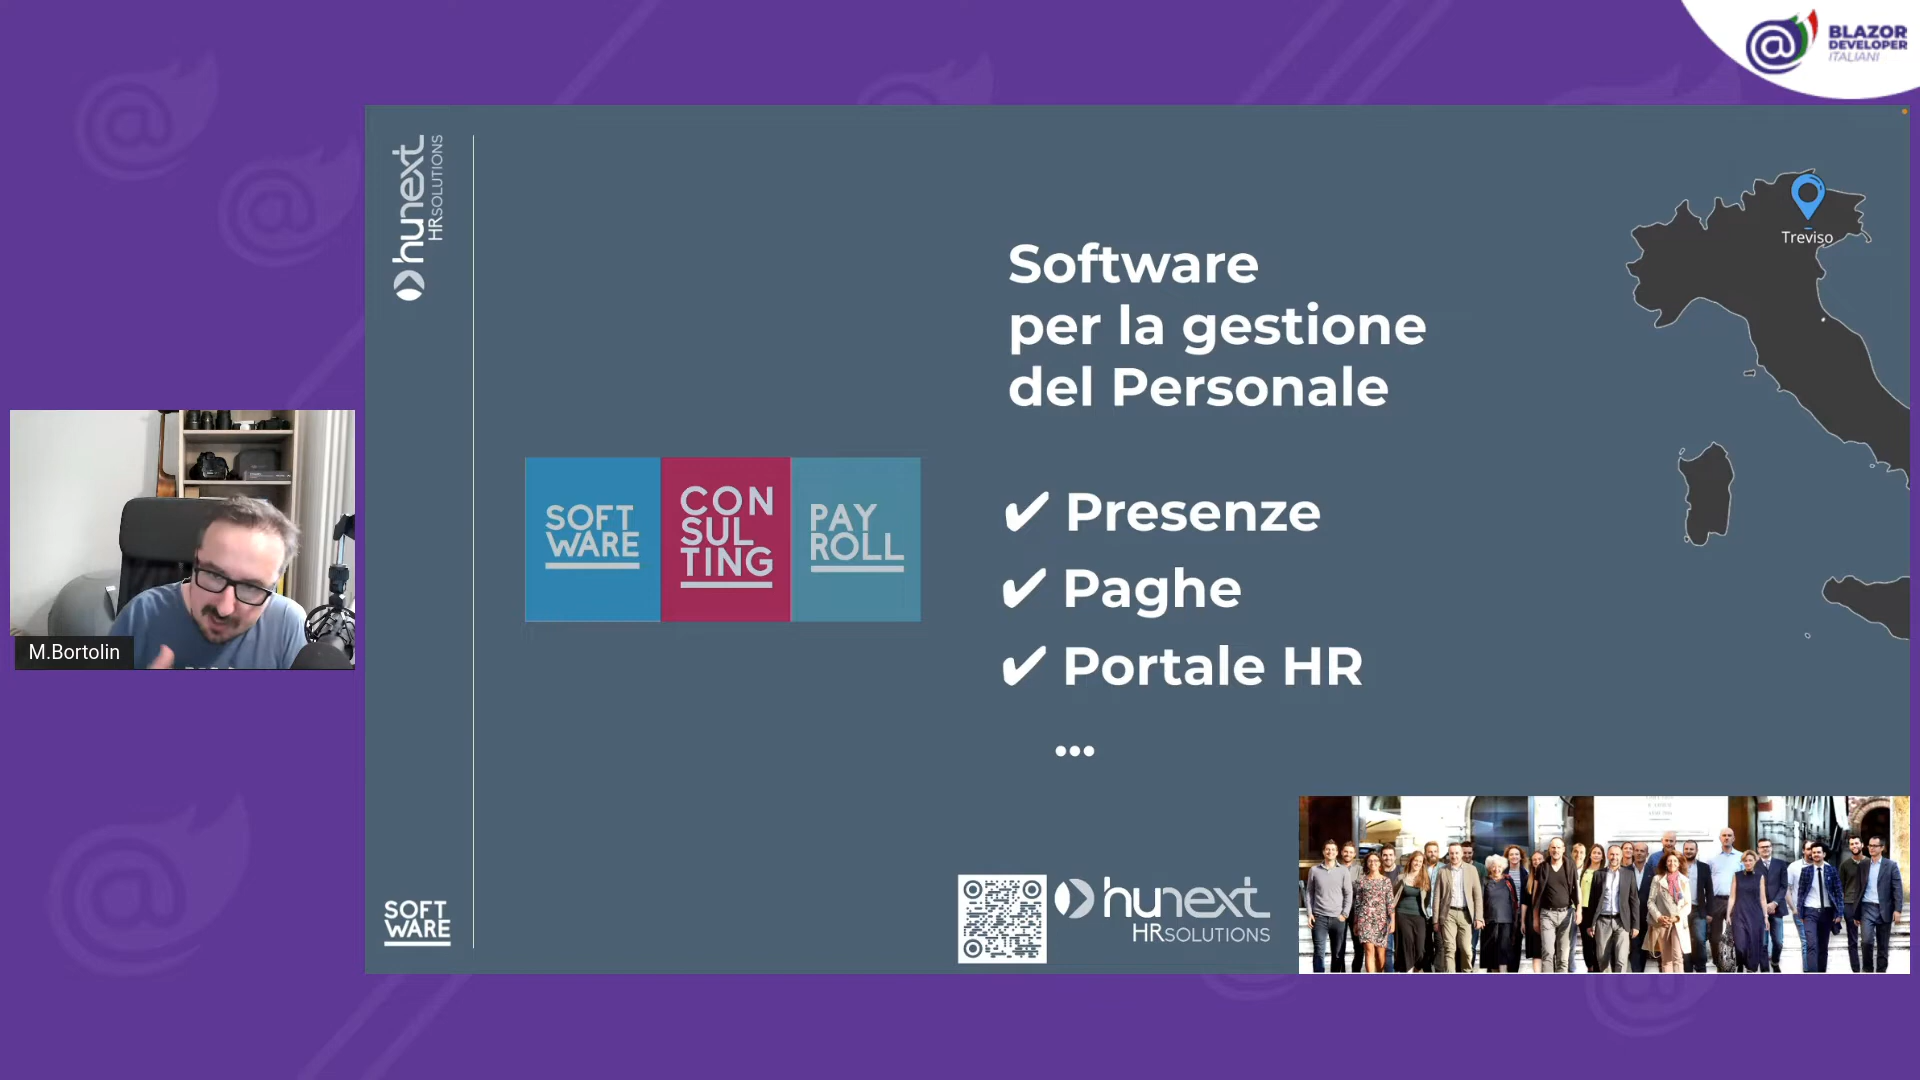 BLAZOR
DEVELOPER
ITALIANI
hunext
HRSOLUTIONS
Treviso
Software
per la gestione
del Personale
SOFT
WARE
CON
SUL
TING
PAY
ROLL
✔ Presenze
✔ Paghe
✔ Portale HR
...
M.Bortolin
SOFT
WARE
hunext
HRSOLUTIONS